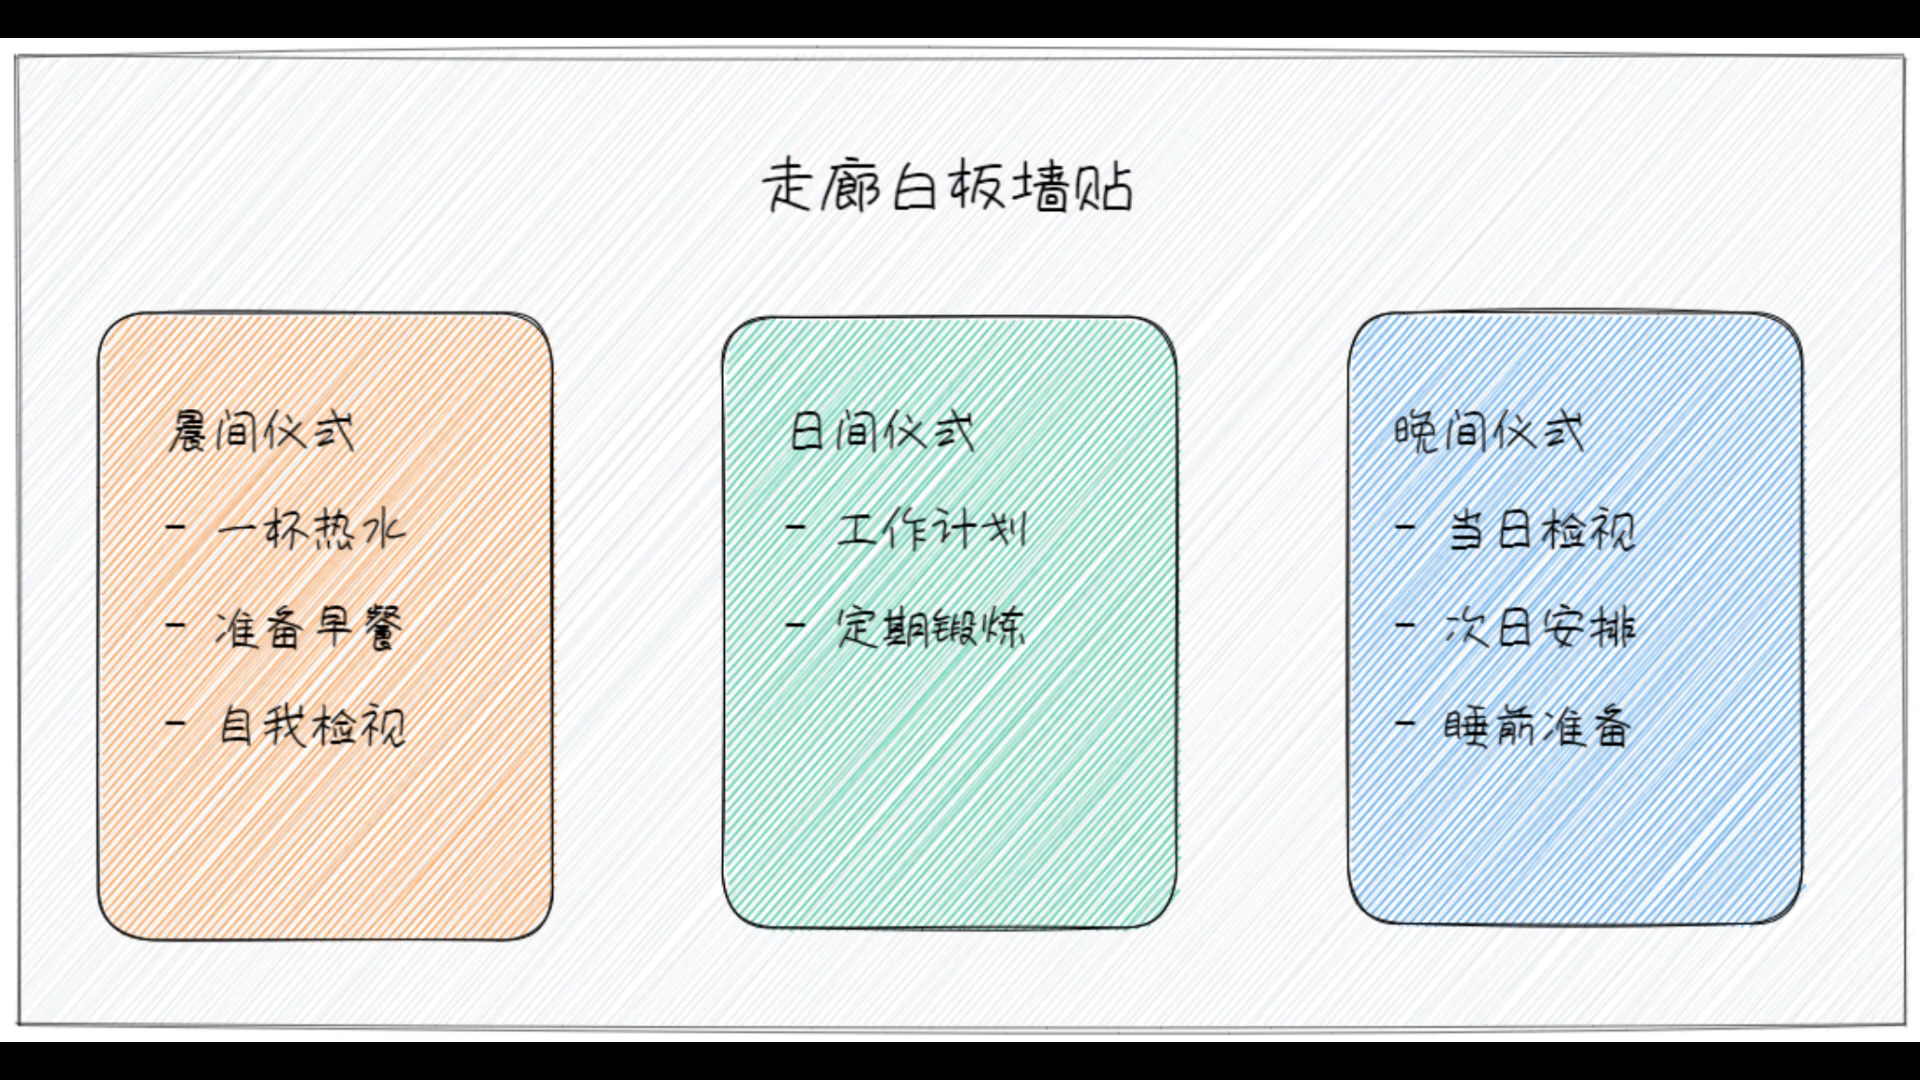 走廊白板墙贴
晨间仪式
- 一杯热水
- 准备早餐
- 自我检视
日间仪式
- 工作计划
- 定期锻炼
晚间仪式
- 当日检视
- 次日安排
- 睡前准备